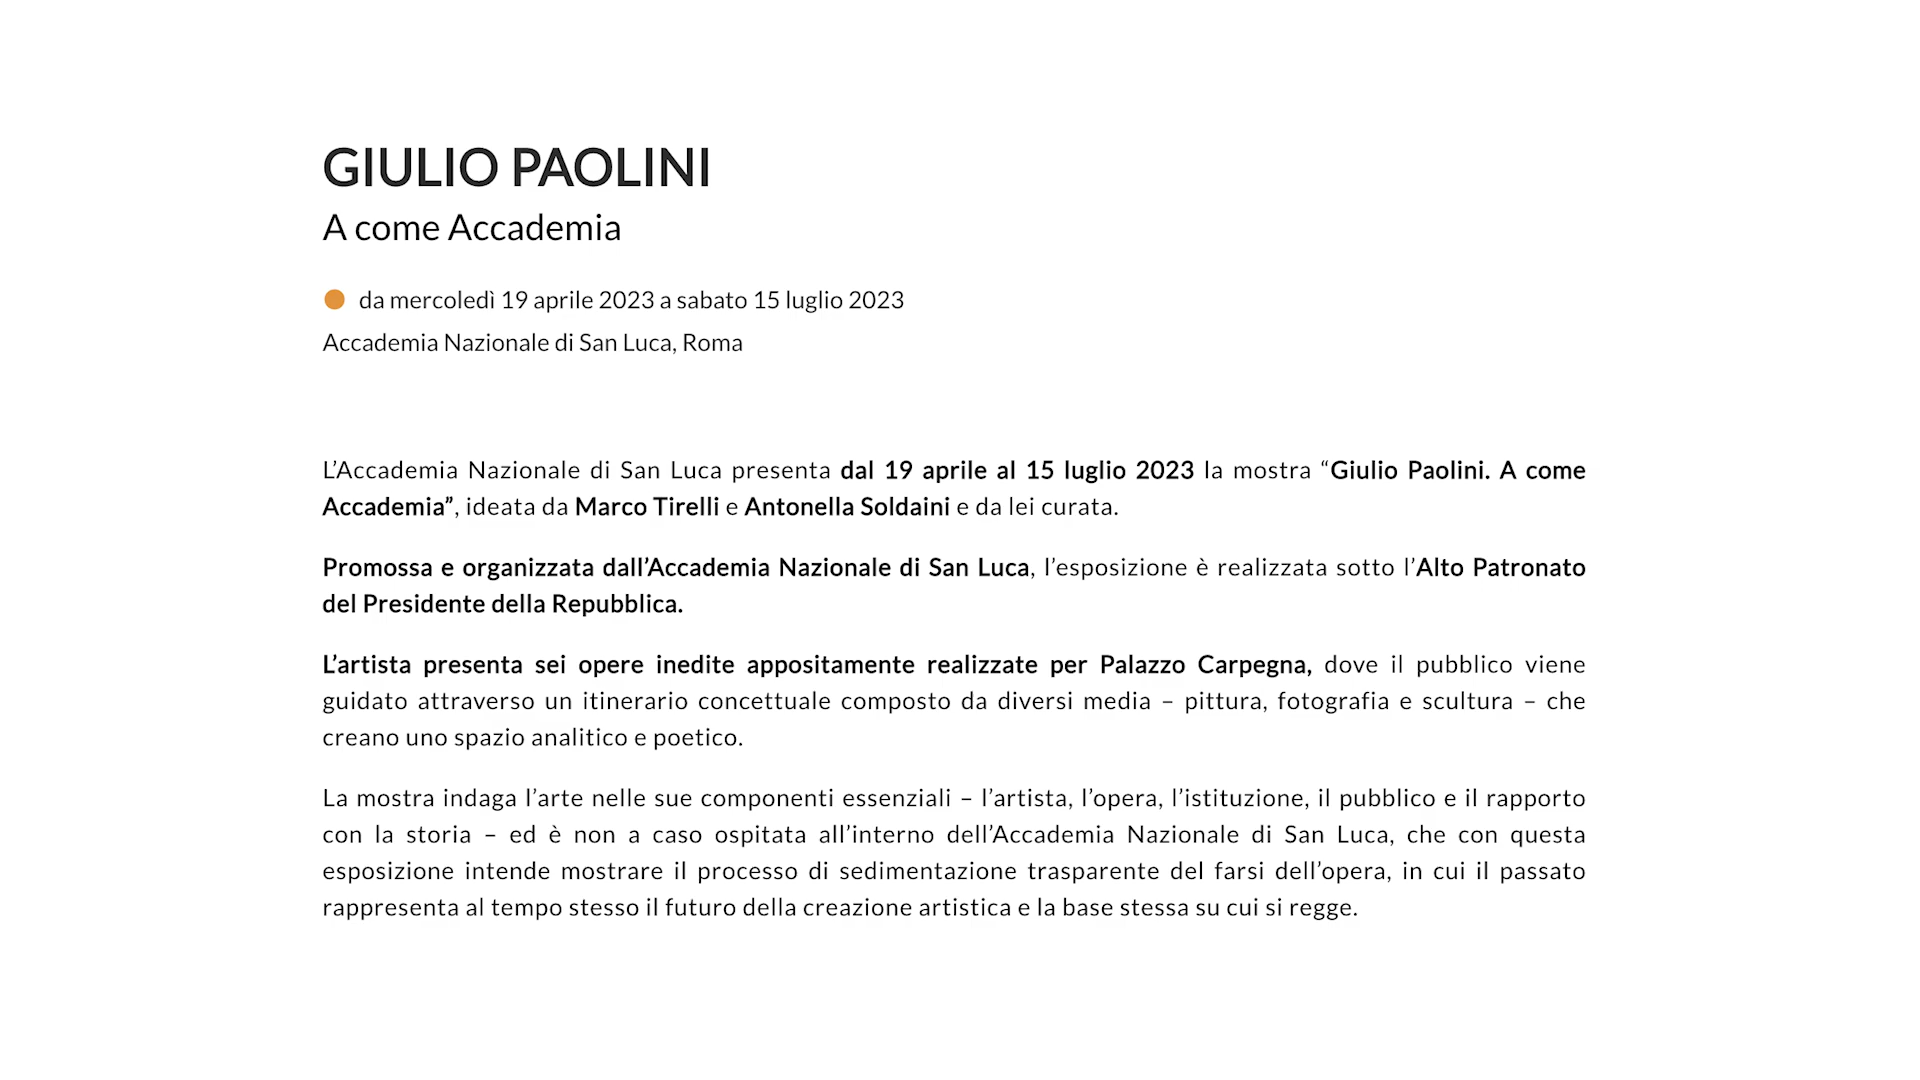 GIULIO PAOLINI
A come Accademia
da mercoledì 19 aprile 2023 a sabato 15 luglio 2023
Accademia Nazionale di San Luca, Roma
L’Accademia Nazionale di San Luca presenta dal 19 aprile al 15 luglio 2023 la mostra “Giulio Paolini. A come
Accademia”, ideata da Marco Tirelli e Antonella Soldaini e da lei curata.
Promossa e organizzata dall’Accademia Nazionale di San Luca, l’esposizione è realizzata sotto l’Alto Patronato
del Presidente della Repubblica.
L’artista presenta sei opere inedite appositamente realizzate per Palazzo Carpegna, dove il pubblico viene
guidato attraverso un itinerario concettuale composto da diversi media – pittura, fotografia e scultura – che
creano uno spazio analitico e poetico.
La mostra indaga l’arte nelle sue componenti essenziali – l’artista, l’opera, l’istituzione, il pubblico e il rapporto
con la storia – ed è non a caso ospitata all’interno dell’Accademia Nazionale di San Luca, che con questa
esposizione intende mostrare il processo di sedimentazione trasparente del farsi dell’opera, in cui il passato
rappresenta al tempo stesso il futuro della creazione artistica e la base stessa su cui si regge.